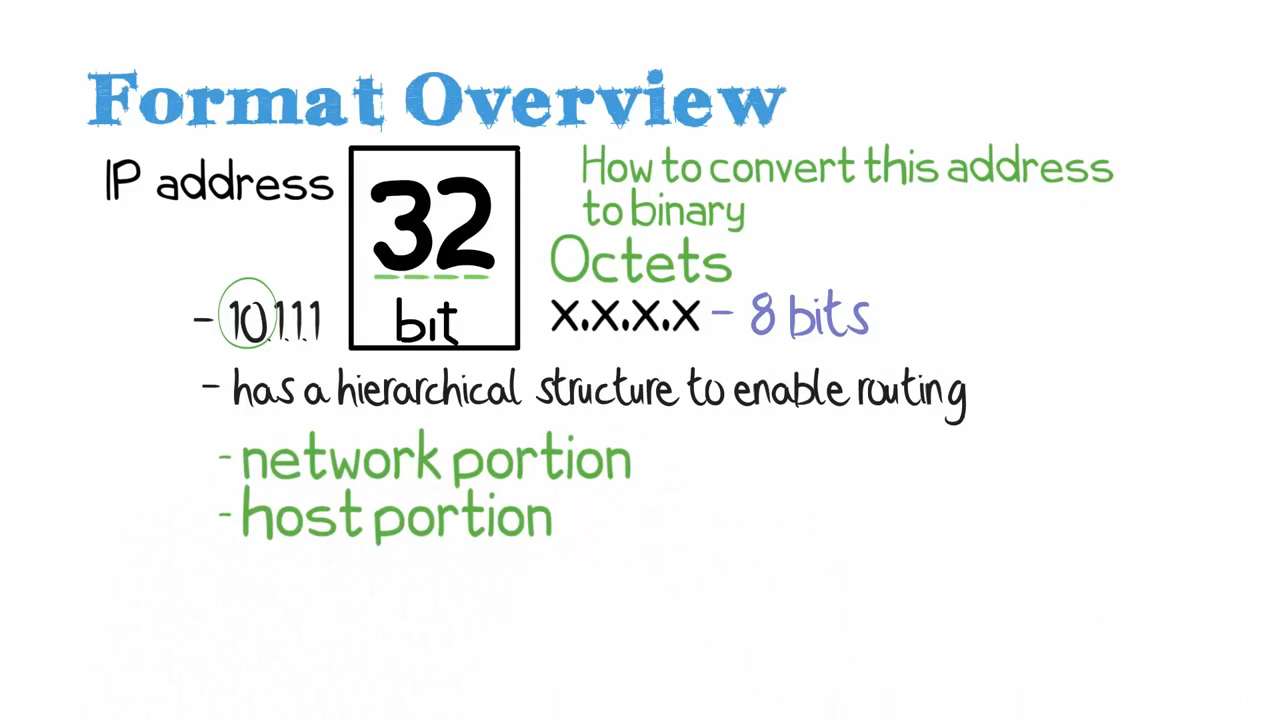 Format Overview
IP address
32
bit
How to convert this address
to binary
Octets
x.x.x.x - 8 bits
- 10.1.1.1
- has a hierarchical structure to enable routing
- network portion
- host portion